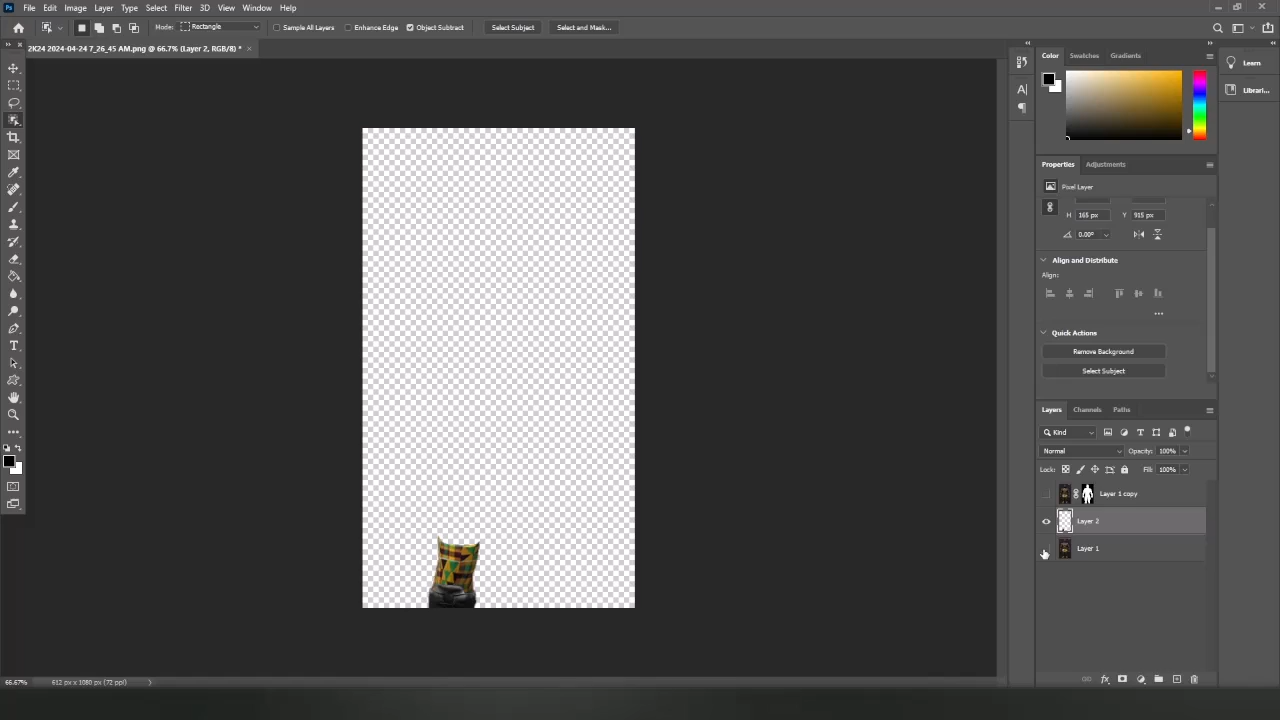 Ps File Edit Image Layer Type Select Filter 3D View Window Help
Mode: Rectangle Sample All Layers Enhance Edge Object Subtract Select Subject Select and Mask...
2K24 2024-04-24 7_26_45 AM.png @ 66.7% (Layer 2, RGB/8) *
Color Swatches Gradients
Learn
Librari...
Properties Adjustments
Pixel Layer
H 165 px Y 915 px
0.00°
Align and Distribute
Align:
Quick Actions
Remove Background
Select Subject
Layers Channels Paths
Kind
Normal Opacity: 100%
Lock: Fill: 100%
Layer 1 copy
Layer 2
Layer 1
66.67% 612 px x 1080 px (72 ppi)